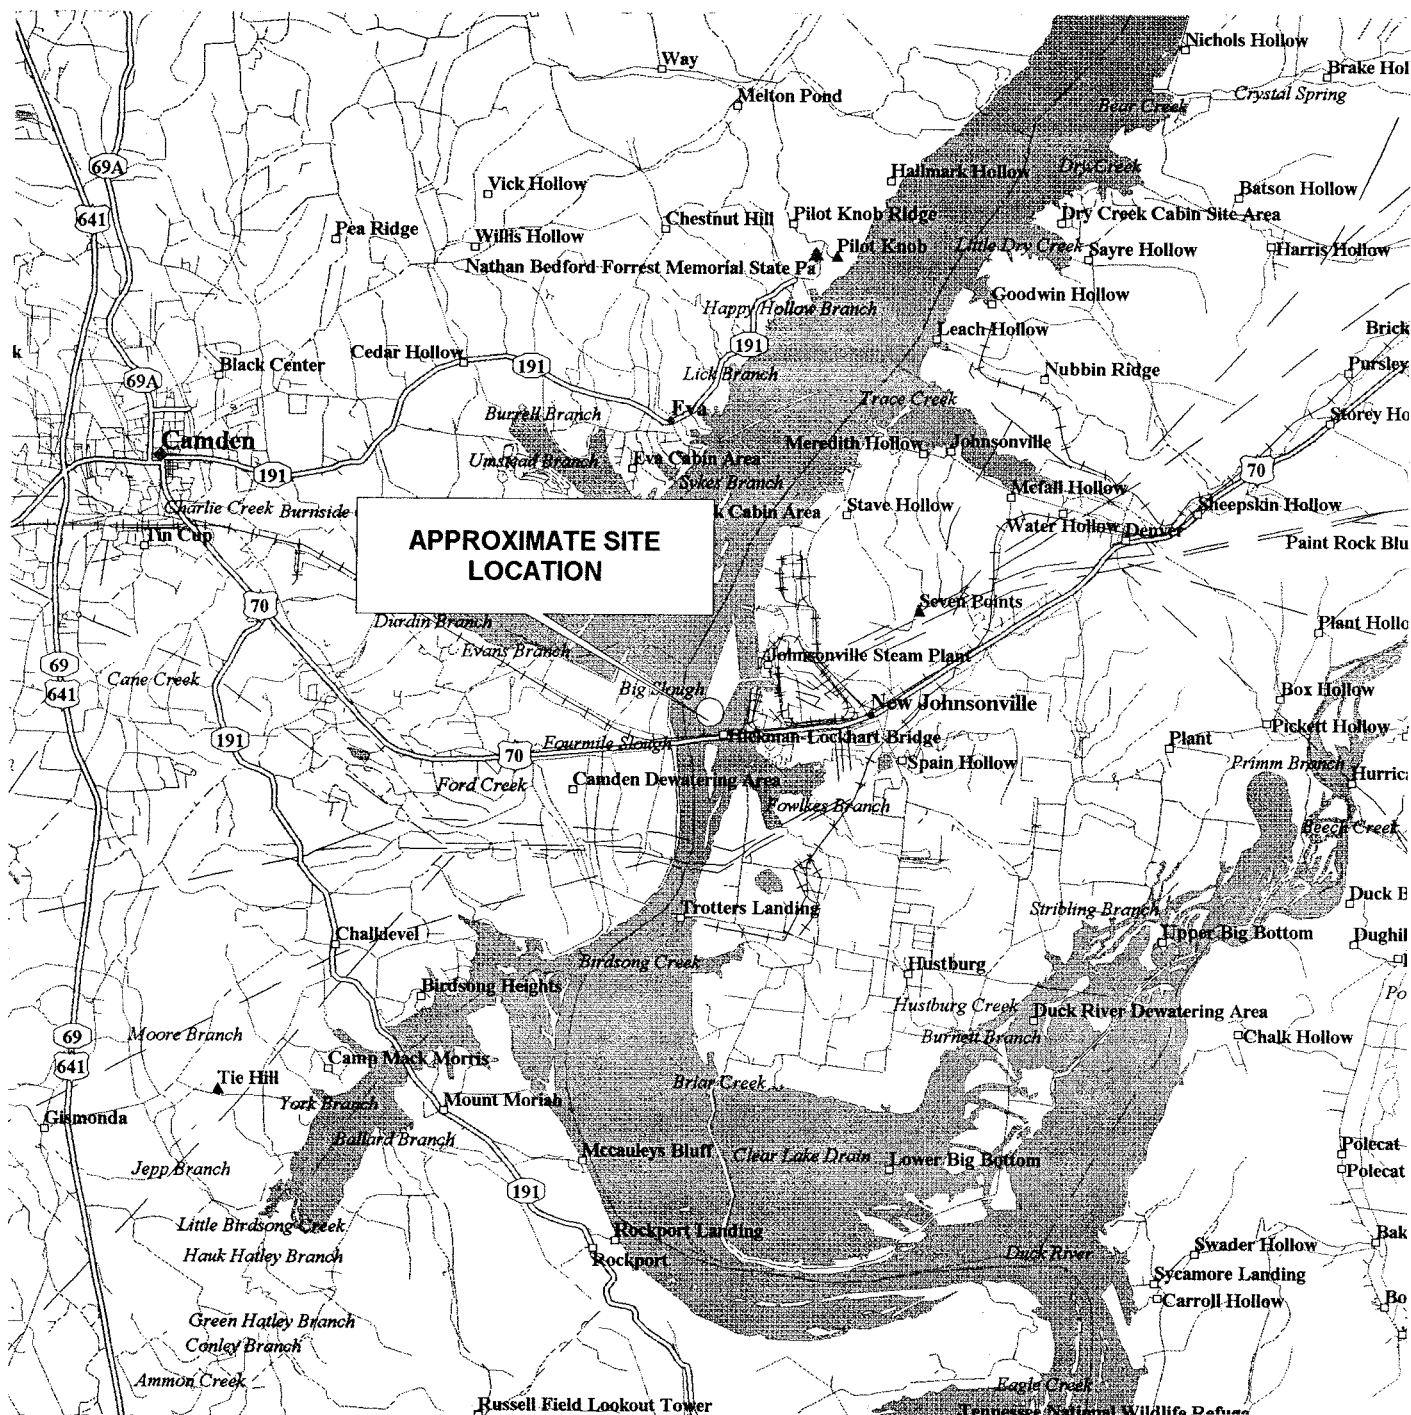 Nichols Hollow
Way
Brake Hol
Melton Pond
Crystal Spring
Bear Creek
69A
Hallmark Hollow
Dry Creek
Vick Hollow
Batson Hollow
641
Chestnut Hill
Pilot Knob Ridge
Dry Creek Cabin Site Area
Pea Ridge
Willis Hollow
Pilot Knob
Little Dry Creek
Sayre Hollow
Harris Hollow
Nathan Bedford Forrest Memorial State Pa
Goodwin Hollow
Happy Hollow Branch
Leach Hollow
Brick
191
k
Cedar Hollow
Black Center
191
Pursley
Lick Branch
Nubbin Ridge
69A
Trace Creek
Burrell Branch
Eva
Storey Ho
Camden
Meredith Hollow
Johnsonville
Umstead Branch
Eva Cabin Area
191
70
Sykes Branch
Mcfall Hollow
Charlie Creek
Burnside
k Cabin Area
Stave Hollow
Sheepskin Hollow
Tin Cup
Water Hollow
Denver
APPROXIMATE SITE
LOCATION
Paint Rock Blu
70
Seven Points
Durdin Branch
Plant Hollo
Evans Branch
Johnsonville Steam Plant
69
641
Cane Creek
Big Slough
Box Hollow
New Johnsonville
Pickett Hollow
191
Fourmile Slough
Hickman-Lockhart Bridge
Plant
70
Spain Hollow
Primm Branch
Hurrica
Ford Creek
Camden Dewatering Area
Fowlkes Branch
Beech Creek
Duck B
Trotters Landing
Stribling Branch
Chalklevel
Upper Big Bottom
Dughil
Birdsong Creek
Hustburg
Birdsong Heights
Po
Hustburg Creek
Duck River Dewatering Area
69
Moore Branch
Burnett Branch
Chalk Hollow
641
Camp Mack Morris
Tie Hill
Briar Creek
York Branch
Mount Moriah
Gismonda
Ballard Branch
Polecat
Mccauleys Bluff
Clear Lake Drain
Lower Big Bottom
Jepp Branch
Polecat
191
Little Birdsong Creek
Rockport Landing
Bak
Hauk Hatley Branch
Rockport
Duck River
Swader Hollow
Sycamore Landing
Carroll Hollow
Bo
Green Hatley Branch
Conley Branch
Ammon Creek
Eagle Creek
Russell Field Lookout Tower
Tennessee National Wildlife Refuge